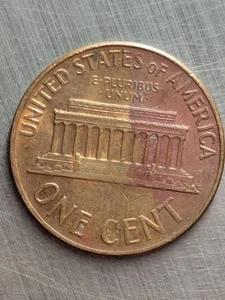 UNITED STATES OF AMERICA
E·PLURIBUS
UNUM
ONE CENT